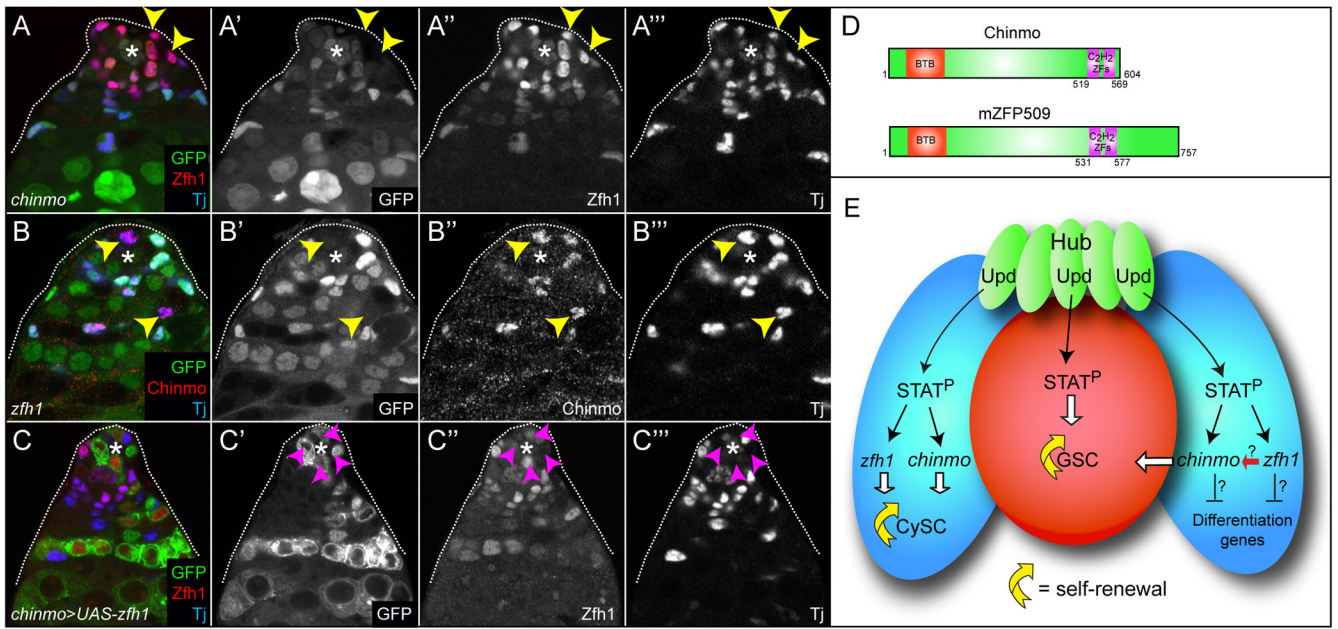 A
*
GFP
Zfh1
Tj
chinmo
A'
*
GFP
A''
*
Zfh1
A'''
*
Tj
B
*
GFP
Chinmo
Tj
zfh1
B'
*
GFP
B''
*
Chinmo
B'''
*
Tj
C
*
GFP
Zfh1
Tj
chinmo>UAS-zfh1
C'
*
GFP
C''
*
Zfh1
C'''
*
Tj
D
Chinmo
BTB
C2H2
ZFs
1
519
569
604
mZFP509
BTB
C2H2
ZFs
1
531
577
757
E
Hub
Upd Upd Upd
STATP STATP STATP
zfh1 chinmo
GSC
chinmo ? zfh1
? ?
CySC
Differentiation
genes
= self-renewal